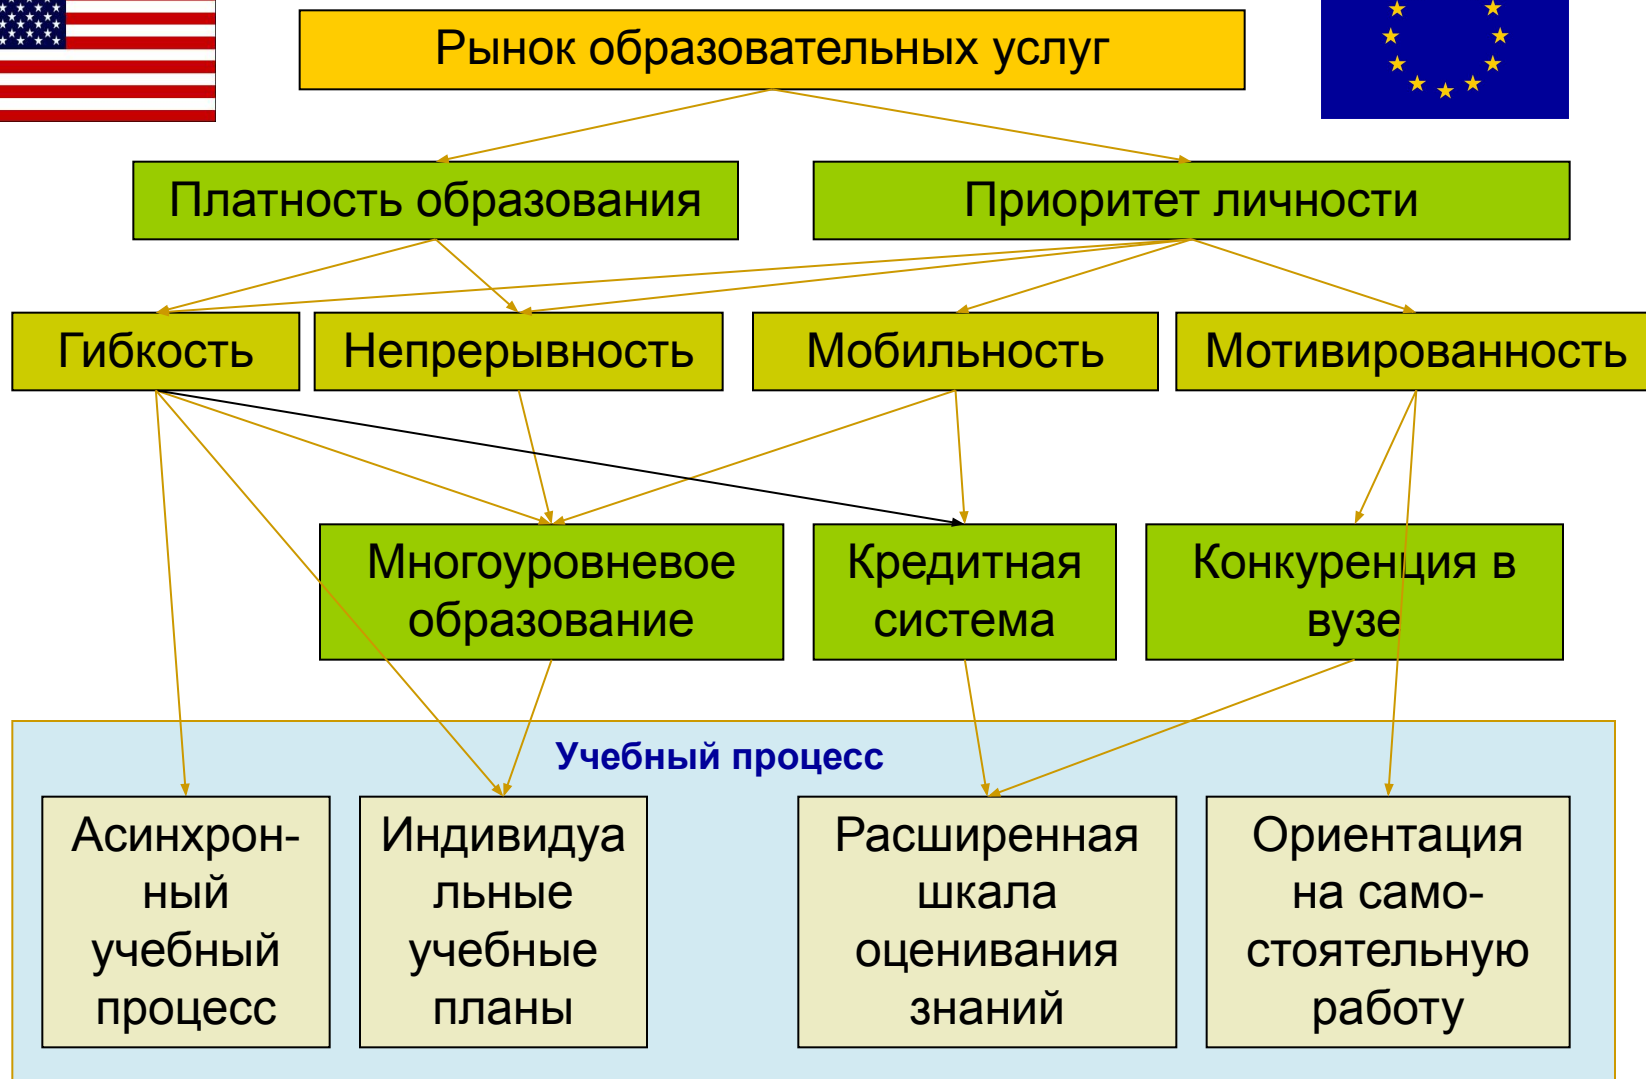 Рынок образовательных услуг
Платность образования
Приоритет личности
Гибкость
Непрерывность
Мобильность
Мотивированность
Многоуровневое
образование
Кредитная
система
Конкуренция в
вузе
Учебный процесс
Асинхрон-
ный
учебный
процесс
Индивидуа
льные
учебные
планы
Расширенная
шкала
оценивания
знаний
Ориентация
на само-
стоятельную
работу